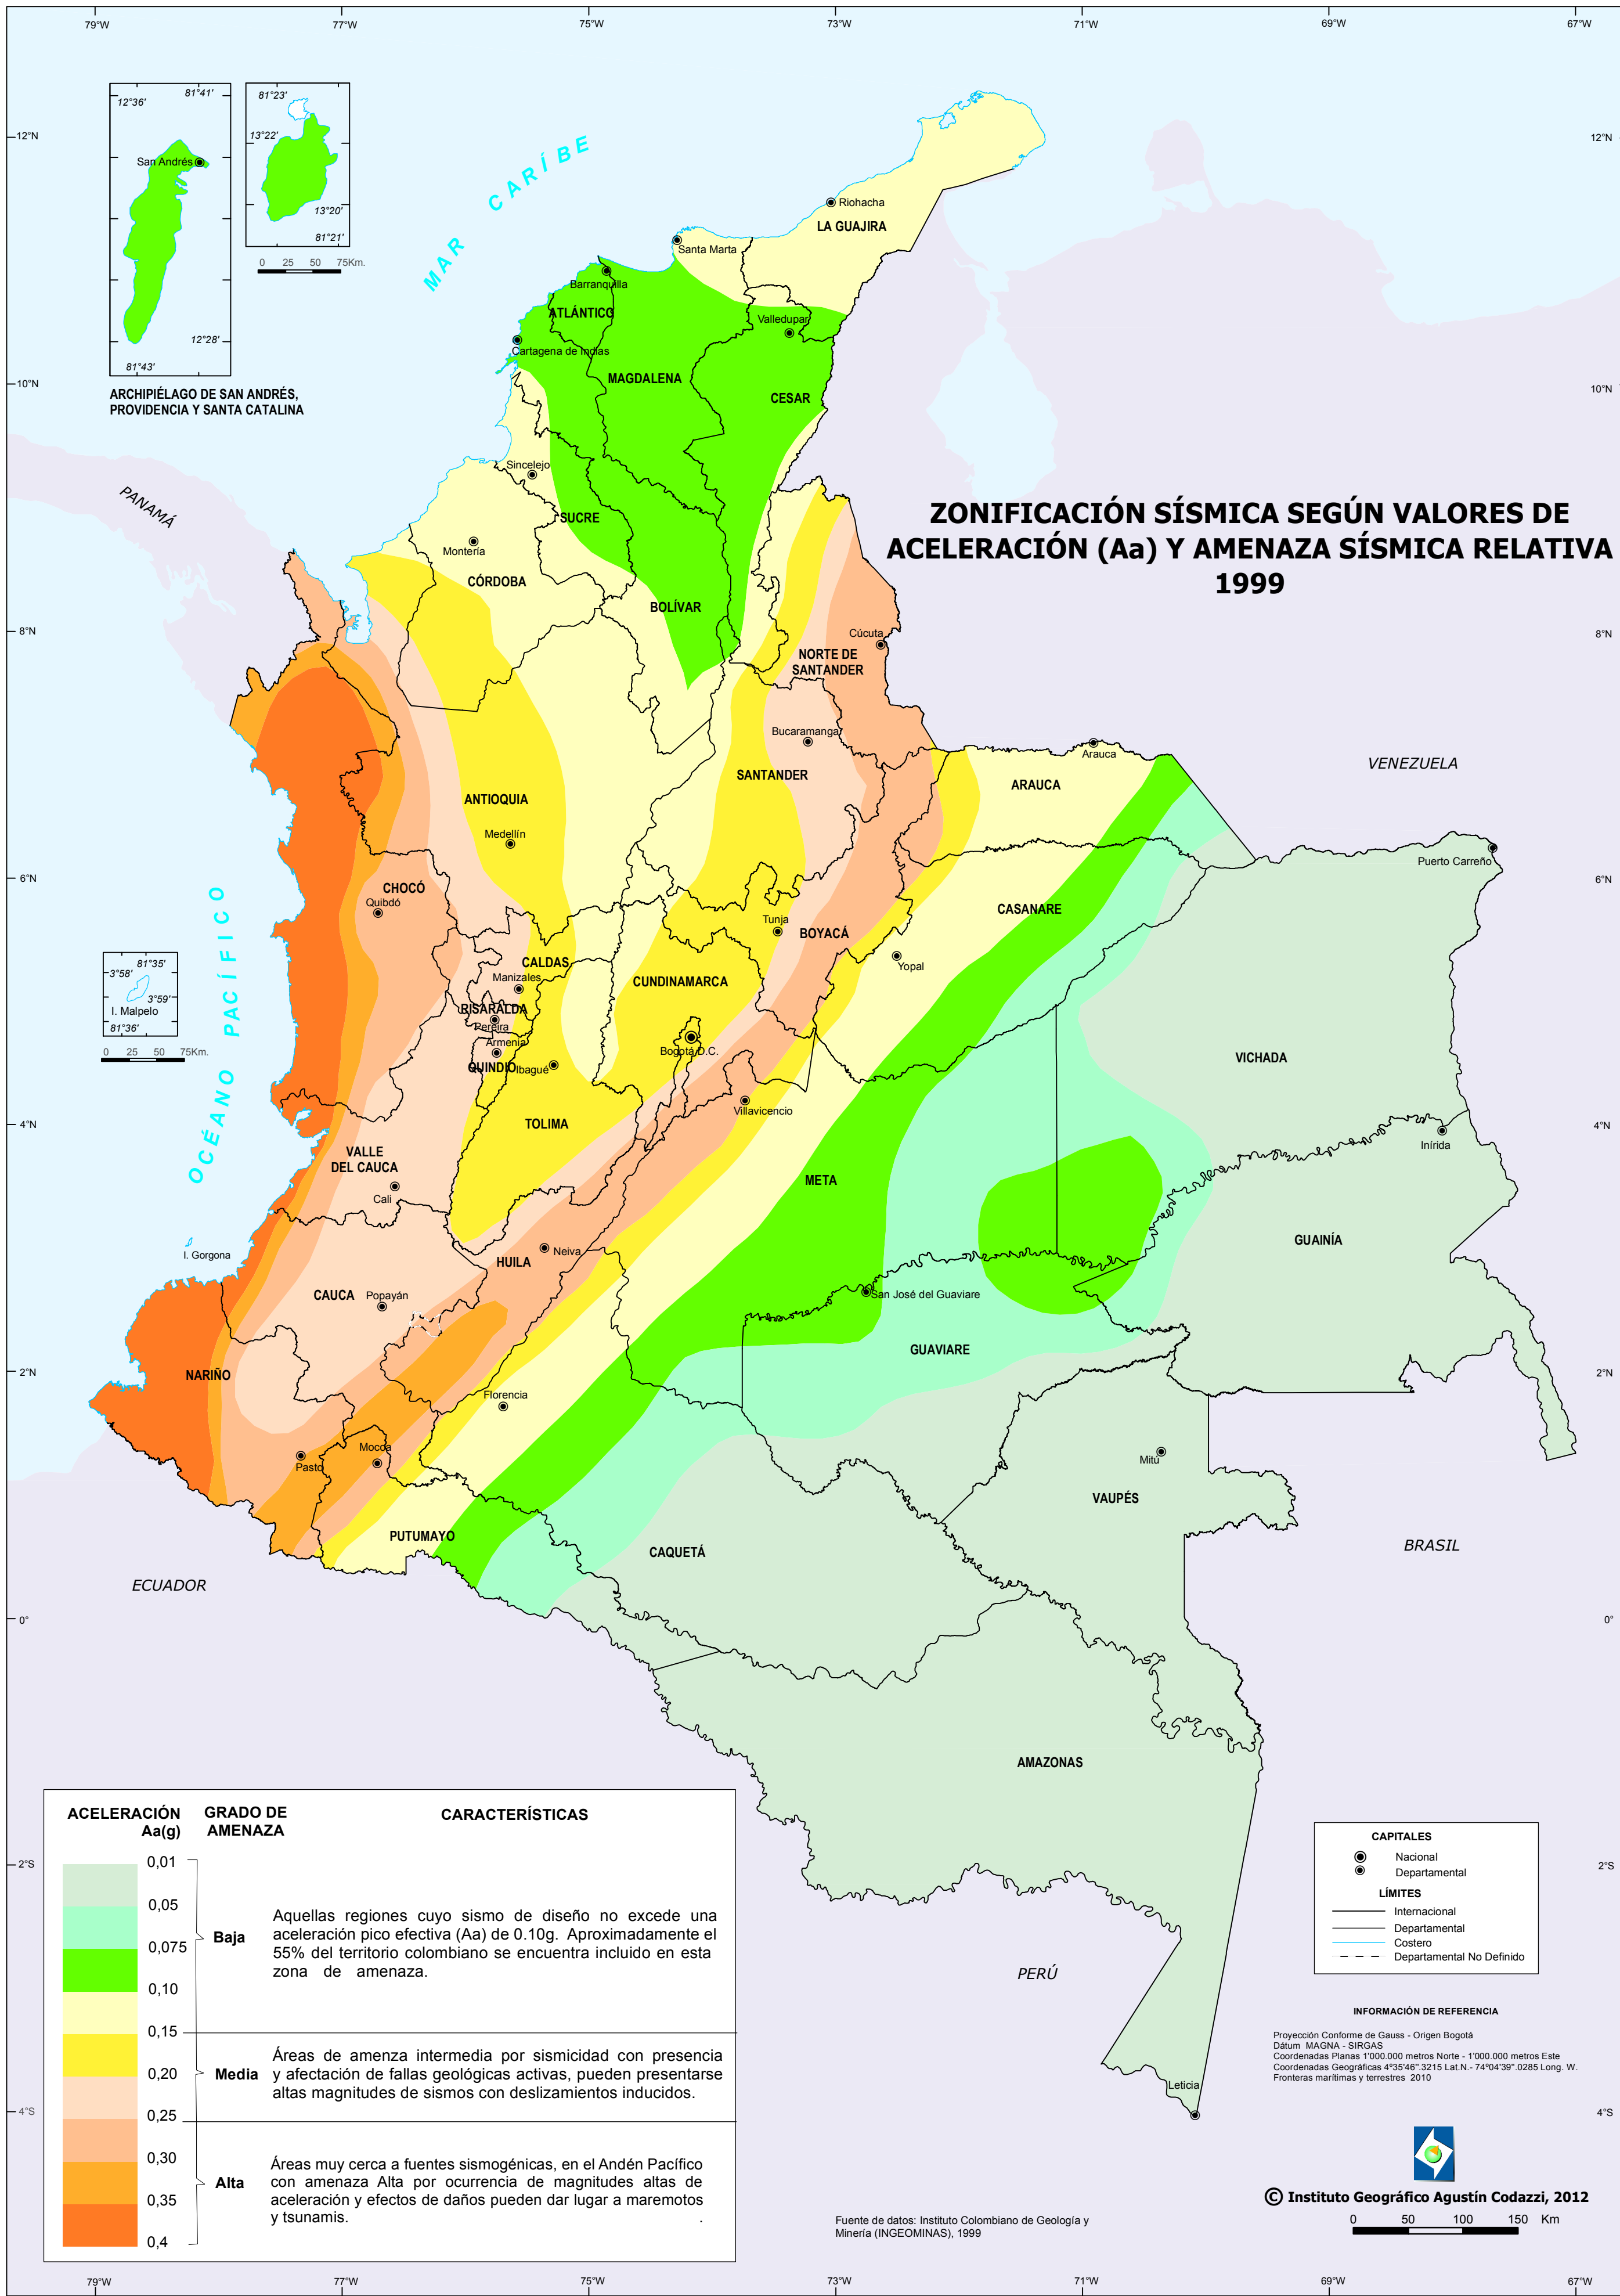 79°W 77°W 75°W 73°W 71°W 69°W 67°W
12°N 12°N
10°N 10°N
8°N 8°N
6°N 6°N
4°N 4°N
2°N 2°N
0° 0°
2°S 2°S
4°S 4°S
79°W 77°W 75°W 73°W 71°W 69°W 67°W
ZONIFICACIÓN SÍSMICA SEGÚN VALORES DE
ACELERACIÓN (Aa) Y AMENAZA SÍSMICA RELATIVA
1999
12°36' 81°41'
San Andrés
12°28'
81°43'
81°23'
13°22'
13°20'
81°21'
0 25 50 75Km.
ARCHIPIÉLAGO DE SAN ANDRÉS,
PROVIDENCIA Y SANTA CATALINA
MAR CARÍBE
Riohacha
LA GUAJIRA
Santa Marta
Barranquilla
ATLÁNTICO
Valledupar
Cartagena de Indias
MAGDALENA
CESAR
Sincelejo
PANAMÁ
SUCRE
Montería
CÓRDOBA
BOLÍVAR
Cúcuta
NORTE DE
SANTANDER
Bucaramanga
SANTANDER
Arauca
ARAUCA
VENEZUELA
ANTIOQUIA
Medellín
Puerto Carreño
CHOCÓ
Quibdó
CASANARE
Tunja
BOYACÁ
Yopal
OCÉANO PACÍFICO
3°58' 81°35'
3°59'
I. Malpelo
81°36'
0 25 50 75Km.
CALDAS
Manizales
CUNDINAMARCA
RISARALDA
Pereira
Armenia
QUINDÍO
Ibagué
Bogotá D.C.
VICHADA
Villavicencio
TOLIMA
Inírida
VALLE
DEL CAUCA
Cali
META
I. Gorgona
Neiva
HUILA
GUAINÍA
CAUCA
Popayán
San José del Guaviare
NARIÑO
GUAVIARE
Florencia
Mocoa
Pasto
Mitú
VAUPÉS
PUTUMAYO
CAQUETÁ
BRASIL
ECUADOR
AMAZONAS
PERÚ
Leticia
ACELERACIÓN
Aa(g)
GRADO DE
AMENAZA
CARACTERÍSTICAS
0,01
0,05
0,075
0,10
0,15
0,20
0,25
0,30
0,35
0,4
Baja
Aquellas regiones cuyo sismo de diseño no excede una
aceleración pico efectiva (Aa) de 0.10g. Aproximadamente el
55% del territorio colombiano se encuentra incluido en esta
zona de amenaza.
Media
Áreas de amenza intermedia por sismicidad con presencia
y afectación de fallas geológicas activas, pueden presentarse
altas magnitudes de sismos con deslizamientos inducidos.
Alta
Áreas muy cerca a fuentes sismogénicas, en el Andén Pacífico
con amenaza Alta por ocurrencia de magnitudes altas de
aceleración y efectos de daños pueden dar lugar a maremotos
y tsunamis. .
CAPITALES
Nacional
Departamental
LÍMITES
Internacional
Departamental
Costero
Departamental No Definido
INFORMACIÓN DE REFERENCIA
Proyección Conforme de Gauss - Origen Bogotá
Dátum MAGNA - SIRGAS
Coordenadas Planas 1'000.000 metros Norte - 1'000.000 metros Este
Coordenadas Geográficas 4°35'46".3215 Lat.N.- 74°04'39".0285 Long. W.
Fronteras marítimas y terrestres 2010
© Instituto Geográfico Agustín Codazzi, 2012
0 50 100 150 Km
Fuente de datos: Instituto Colombiano de Geología y
Minería (INGEOMINAS), 1999